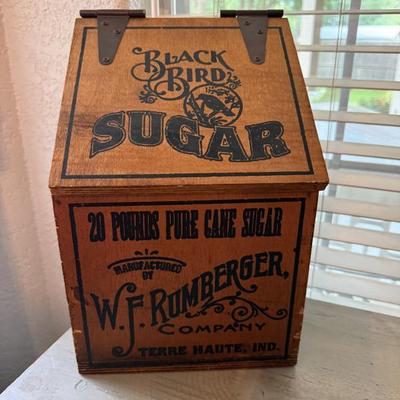 BLACK
BIRD
SUGAR
20 POUNDS PURE CANE SUGAR
MANUFACTURED
BY
W. F. RUMBERGER,
COMPANY
TERRE HAUTE, IND.